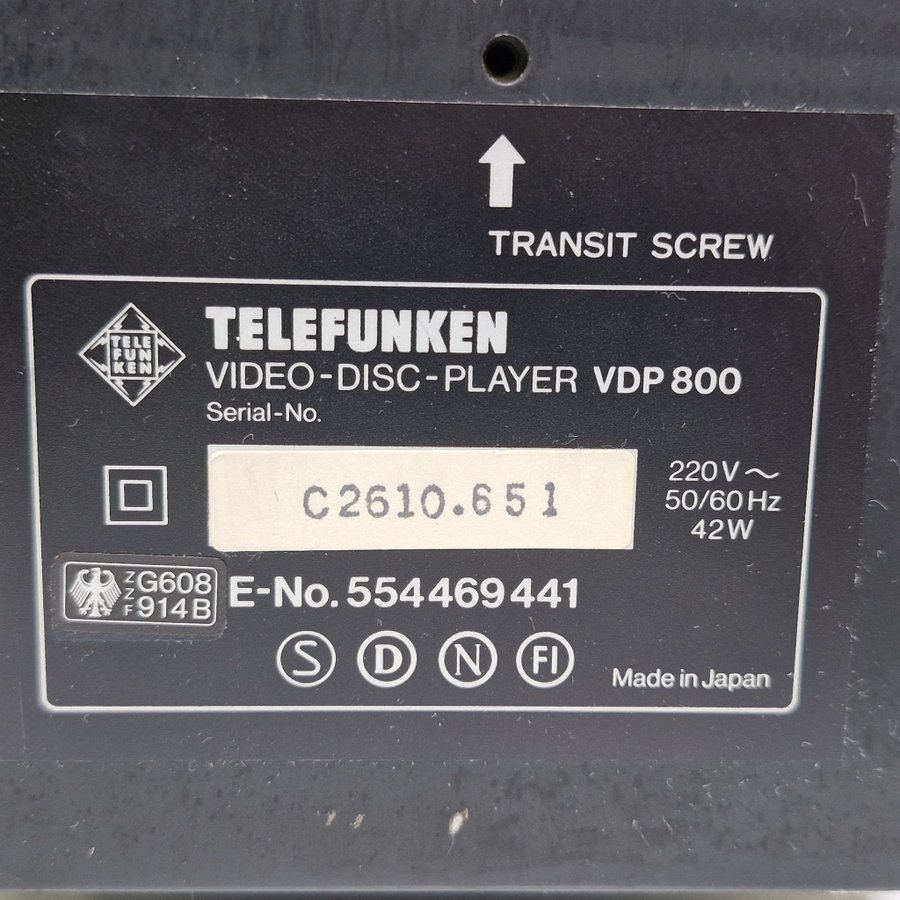 TRANSIT SCREW
TELE
FUN
KEN
TELEFUNKEN
VIDEO-DISC-PLAYER VDP 800
Serial-No.
C2610.651
220V~
50/60Hz
42W
ZZF G608
914B
E-No. 554469441
S D N FI
Made in Japan